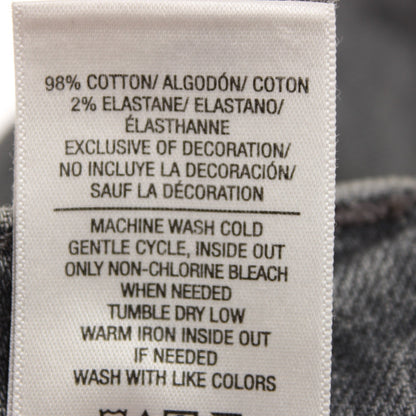 98% COTTON/ ALGODÓN/ COTON
2% ELASTANE/ ELASTANO/
ÉLASTHANNE
EXCLUSIVE OF DECORATION/
NO INCLUYE LA DECORACIÓN/
SAUF LA DÉCORATION
MACHINE WASH COLD
GENTLE CYCLE, INSIDE OUT
ONLY NON-CHLORINE BLEACH
WHEN NEEDED
TUMBLE DRY LOW
WARM IRON INSIDE OUT
IF NEEDED
WASH WITH LIKE COLORS